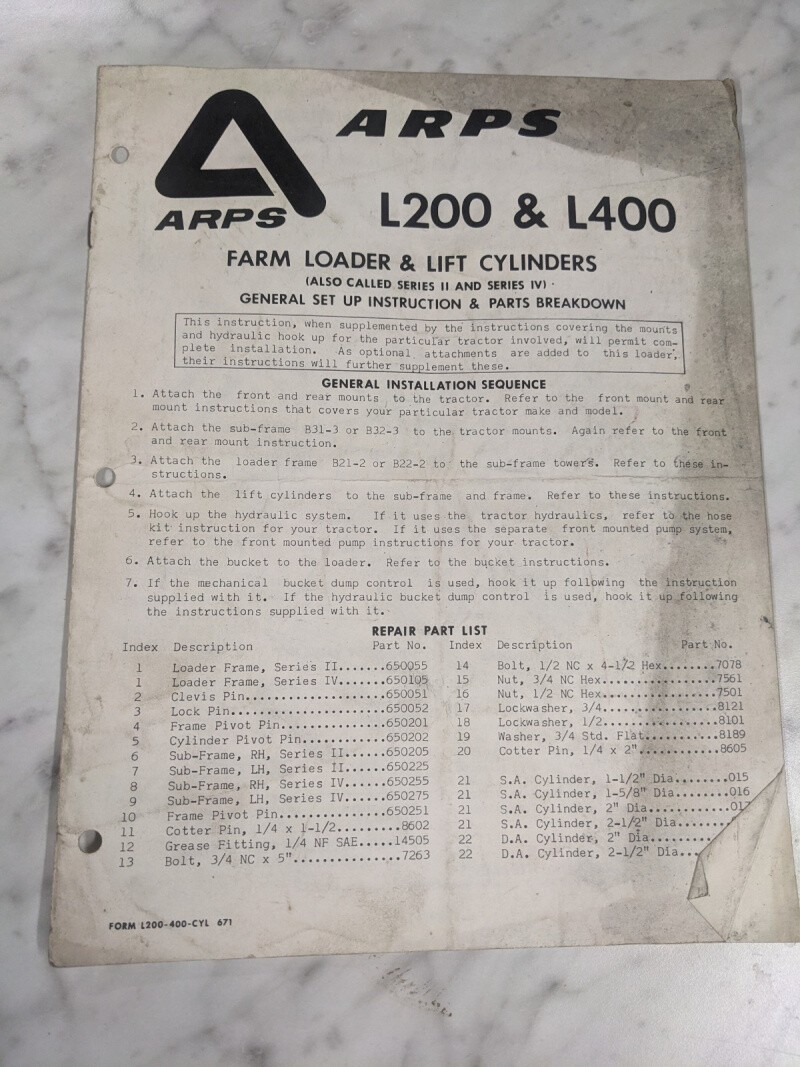 ARPS
ARPS
L200 & L400
FARM LOADER & LIFT CYLINDERS
(ALSO CALLED SERIES II AND SERIES IV)
GENERAL SET UP INSTRUCTION & PARTS BREAKDOWN
This instruction, when supplemented by the instructions covering the mounts
and hydraulic hook up for the particular tractor involved, will permit com-
plete installation. As optional attachments are added to this loader,
their instructions will further supplement these.
GENERAL INSTALLATION SEQUENCE
1. Attach the front and rear mounts to the tractor. Refer to the front mount and rear
mount instructions that covers your particular tractor make and model.
2. Attach the sub-frame B31-3 or B32-3 to the tractor mounts. Again refer to the front
and rear mount instruction.
3. Attach the loader frame B21-2 or B22-2 to the sub-frame towers. Refer to these in-
structions.
4. Attach the lift cylinders to the sub-frame and frame. Refer to these instructions.
5. Hook up the hydraulic system. If it uses the tractor hydraulics, refer to the hose
kit instruction for your tractor. If it uses the separate front mounted pump system,
refer to the front mounted pump instructions for your tractor.
6. Attach the bucket to the loader. Refer to the bucket instructions.
7. If the mechanical bucket dump control is used, hook it up following the instruction
supplied with it. If the hydraulic bucket dump control is used, hook it up following
the instructions supplied with it.
REPAIR PART LIST
Index Description Part No.
1 Loader Frame, Series II.......650055
1 Loader Frame, Series IV.......650105
2 Clevis Pin....................650051
3 Lock Pin......................650052
4 Frame Pivot Pin...............650201
5 Cylinder Pivot Pin............650202
6 Sub-Frame, RH, Series II......650205
7 Sub-Frame, LH, Series II......650225
8 Sub-Frame, RH, Series IV......650255
9 Sub-Frame, LH, Series IV......650275
10 Frame Pivot Pin...............650251
11 Cotter Pin, 1/4 x 1-1/2.........8602
12 Grease Fitting, 1/4 NF SAE.....14505
13 Bolt, 3/4 NC x 5"...............7263
Index Description Part No.
14 Bolt, 1/2 NC x 4-1/2 Hex........7078
15 Nut, 3/4 NC Hex.................7561
16 Nut, 1/2 NC Hex.................7501
17 Lockwasher, 3/4.................8121
18 Lockwasher, 1/2.................8101
19 Washer, 3/4 Std. Flat...........8189
20 Cotter Pin, 1/4 x 2"............8605
21 S.A. Cylinder, 1-1/2" Dia........015
21 S.A. Cylinder, 1-5/8" Dia........016
21 S.A. Cylinder, 2" Dia............017
21 S.A. Cylinder, 2-1/2" Dia.......
22 D.A. Cylinder, 2" Dia.........
22 D.A. Cylinder, 2-1/2" Dia...
FORM L200-400-CYL 671